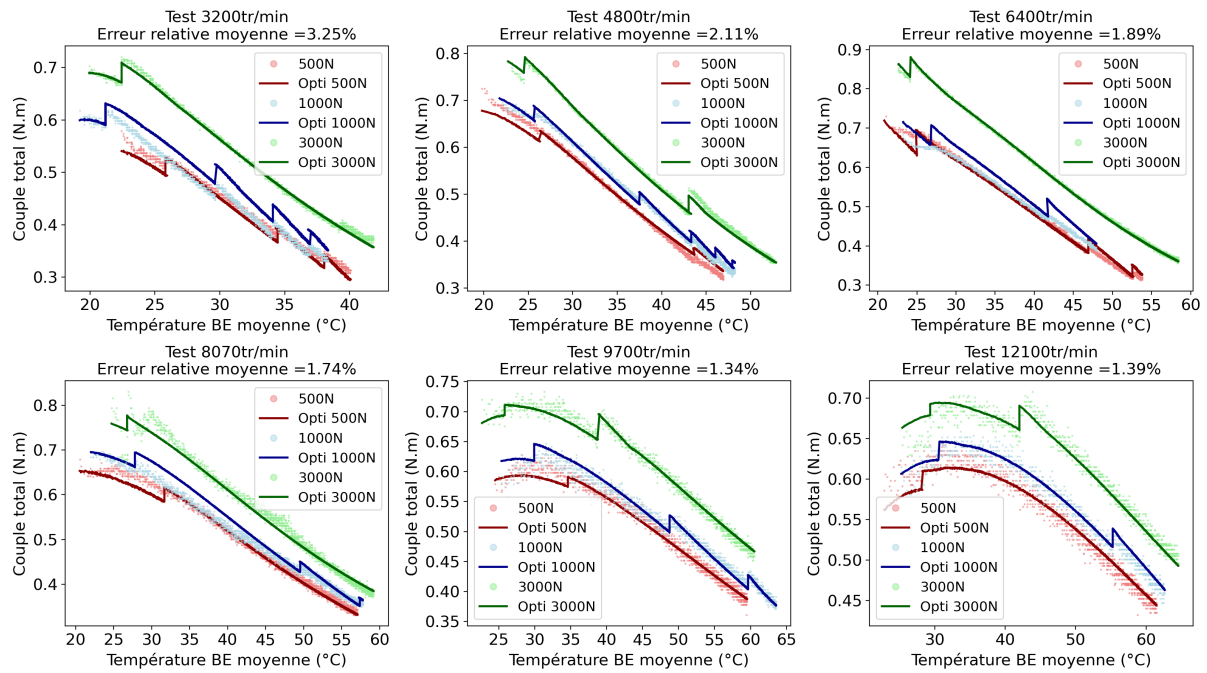 Test 3200tr/min
Erreur relative moyenne =3.25%
Couple total (N.m)
0.7
0.6
0.5
0.4
0.3
500N
Opti 500N
1000N
Opti 1000N
3000N
Opti 3000N
20 25 30 35 40
Température BE moyenne (°C)
Test 4800tr/min
Erreur relative moyenne =2.11%
Couple total (N.m)
0.8
0.7
0.6
0.5
0.4
0.3
500N
Opti 500N
1000N
Opti 1000N
3000N
Opti 3000N
20 25 30 35 40 45 50
Température BE moyenne (°C)
Test 6400tr/min
Erreur relative moyenne =1.89%
Couple total (N.m)
0.9
0.8
0.7
0.6
0.5
0.4
0.3
500N
Opti 500N
1000N
Opti 1000N
3000N
Opti 3000N
20 25 30 35 40 45 50 55 60
Température BE moyenne (°C)
Test 8070tr/min
Erreur relative moyenne =1.74%
Couple total (N.m)
0.8
0.7
0.6
0.5
0.4
500N
Opti 500N
1000N
Opti 1000N
3000N
Opti 3000N
20 25 30 35 40 45 50 55 60
Température BE moyenne (°C)
Test 9700tr/min
Erreur relative moyenne =1.34%
Couple total (N.m)
0.75
0.70
0.65
0.60
0.55
0.50
0.45
0.40
0.35
500N
Opti 500N
1000N
Opti 1000N
3000N
Opti 3000N
25 30 35 40 45 50 55 60 65
Température BE moyenne (°C)
Test 12100tr/min
Erreur relative moyenne =1.39%
Couple total (N.m)
0.70
0.65
0.60
0.55
0.50
0.45
500N
Opti 500N
1000N
Opti 1000N
3000N
Opti 3000N
30 40 50 60
Température BE moyenne (°C)